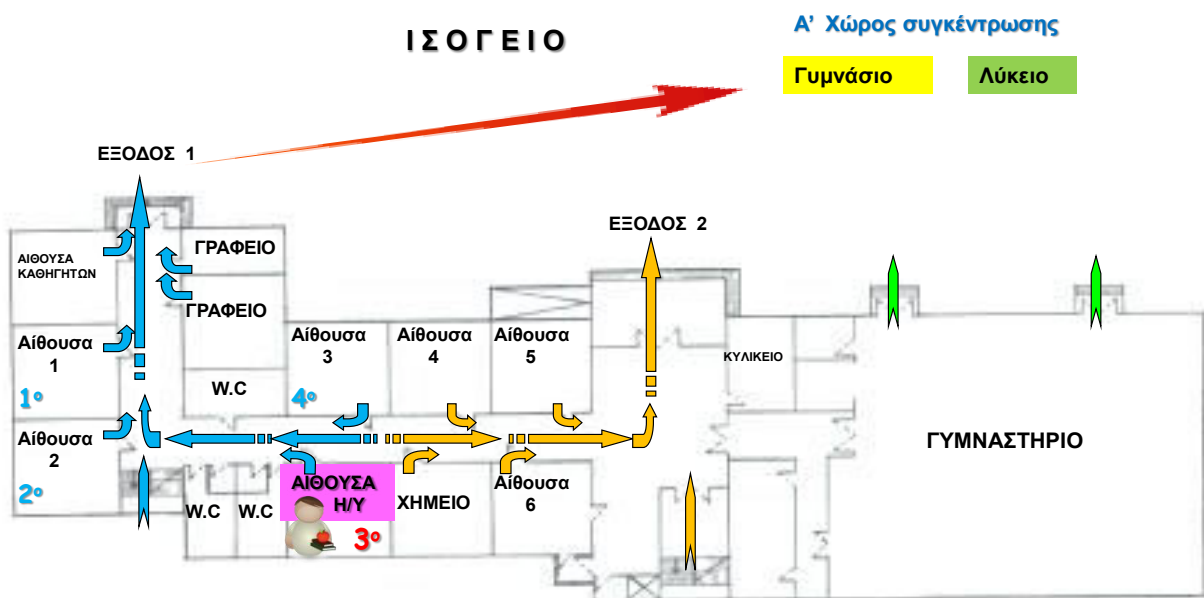 Ι Σ Ο Γ Ε Ι Ο
Α' Χώρος συγκέντρωσης
Γυμνάσιο
Λύκειο
ΕΞΟΔΟΣ 1
ΕΞΟΔΟΣ 2
ΑΙΘΟΥΣΑ
ΚΑΘΗΓΗΤΩΝ
ΓΡΑΦΕΙΟ
ΓΡΑΦΕΙΟ
Αίθουσα
1
1ο
Αίθουσα
3
4ο
Αίθουσα
4
Αίθουσα
5
ΚΥΛΙΚΕΙΟ
W.C
Αίθουσα
2
2ο
ΓΥΜΝΑΣΤΗΡΙΟ
W.C
W.C
ΑΙΘΟΥΣΑ
Η/Υ
3ο
ΧΗΜΕΙΟ
Αίθουσα
6